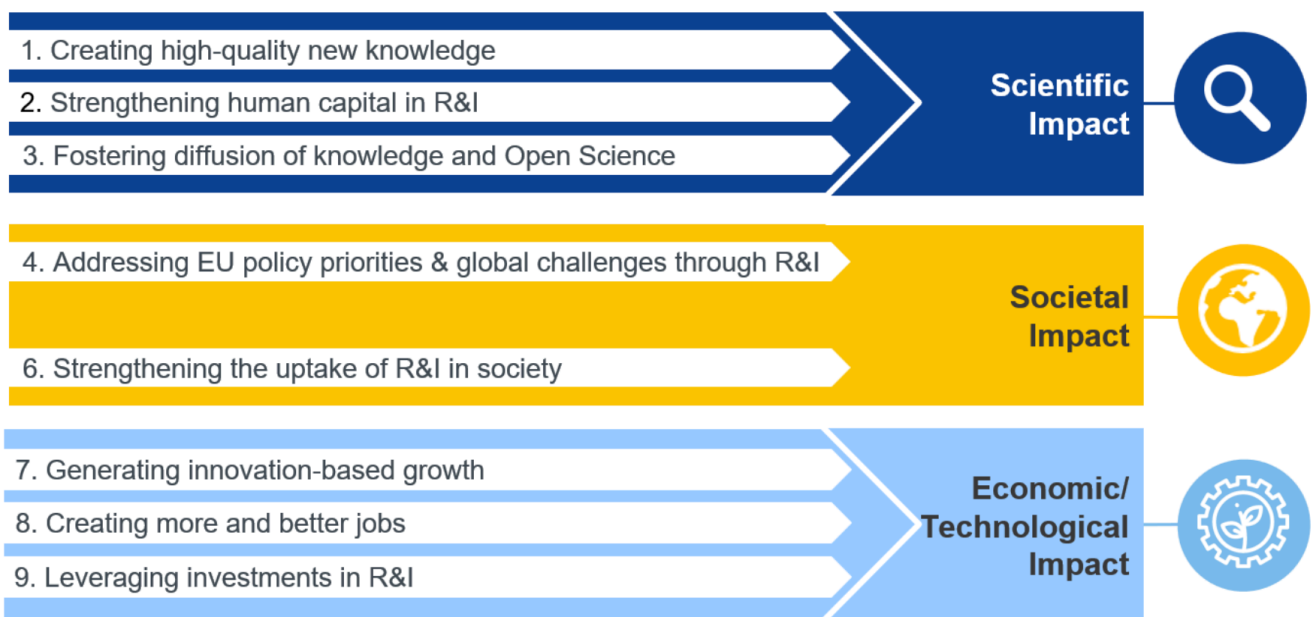 1. Creating high-quality new knowledge
2. Strengthening human capital in R&I
3. Fostering diffusion of knowledge and Open Science
Scientific
Impact
4. Addressing EU policy priorities & global challenges through R&I
6. Strengthening the uptake of R&I in society
Societal
Impact
7. Generating innovation-based growth
8. Creating more and better jobs
9. Leveraging investments in R&I
Economic/
Technological
Impact